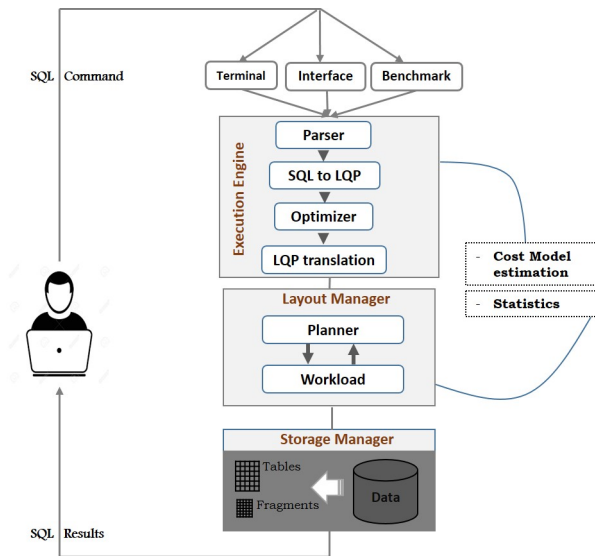 SQL Command
Terminal
Interface
Benchmark
Execution Engine
Parser
SQL to LQP
Optimizer
LQP translation
- Cost Model
estimation
- Statistics
Layout Manager
Planner
Workload
Storage Manager
Tables
Fragments
Data
SQL Results